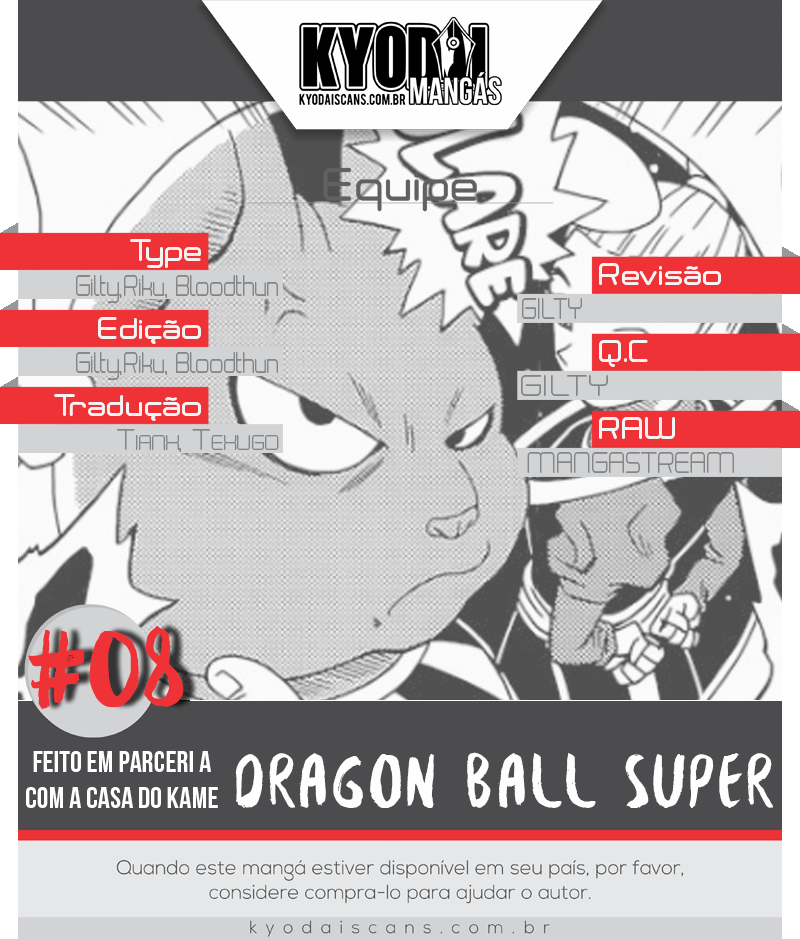 KYODAI
KYODAISCANS.COM.BR MANGÁS
GLARE
Equipe
Type
Gilty,Riku, Bloodthun
Edição
Gilty,Riku, Bloodthun
Tradução
Tianh, Texugo
Revisão
GILTY
Q.C
GILTY
RAW
MANGASTREAM
#08
FEITO EM PARCERI A
COM A CASA DO KAME
DRAGON BALL SUPER
Quando este mangá estiver disponível em seu país, por favor,
considere compra-lo para ajudar o autor.
kyodaiscans.com.br